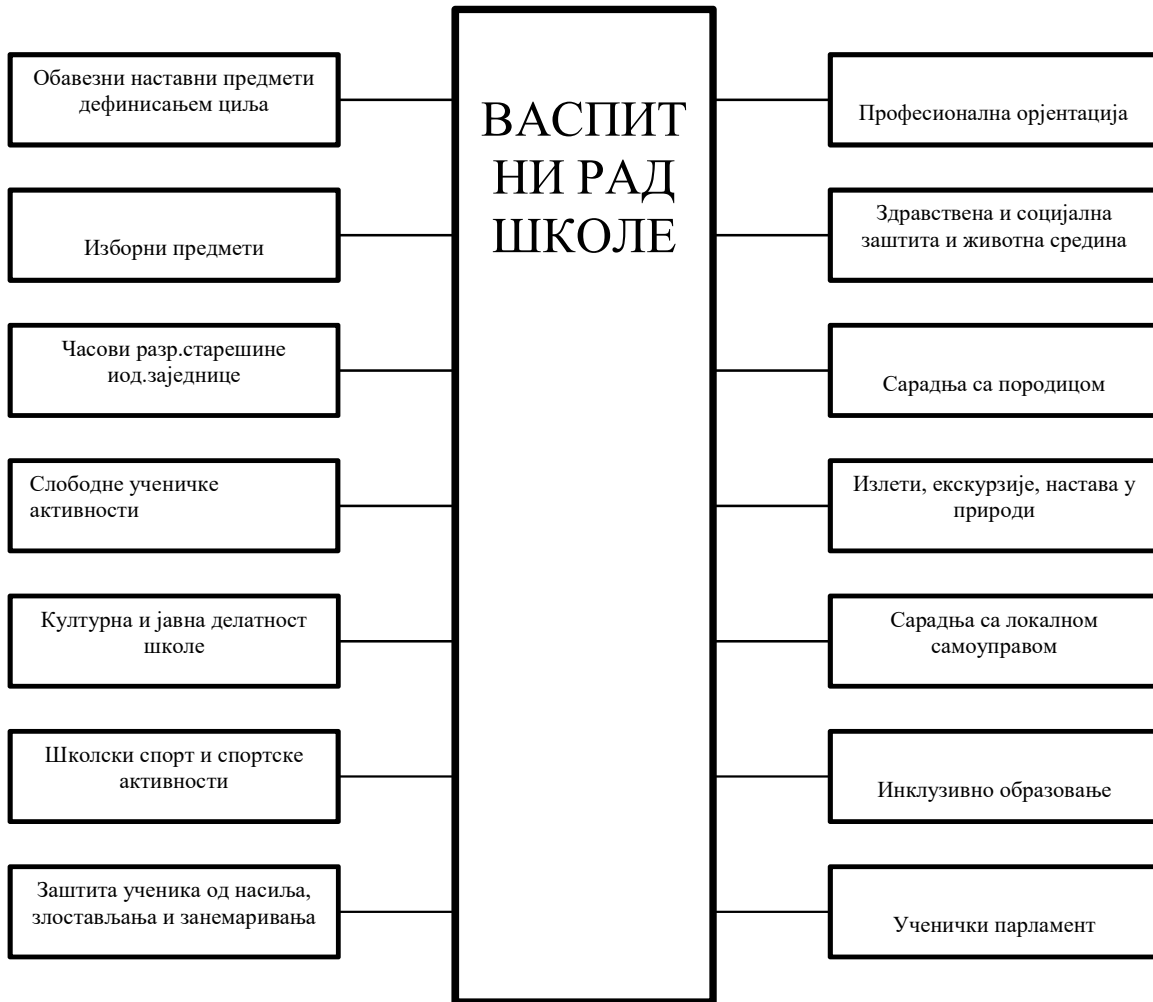 Обавезни наставни предмети
дефинисањем циља
Изборни предмети
Часови разр.старешине
иод.заједнице
Слободне ученичке
активности
Културна и јавна делатност
школе
Школски спорт и спортске
активности
Заштита ученика од насиља,
злостављања и занемаривања
ВАСПИТ
НИ РАД
ШКОЛЕ
Професионална орјентација
Здравствена и социјална
заштита и животна средина
Сарадња са породицом
Излети, екскурзије, настава у
природи
Сарадња са локалном
самоуправом
Инклузивно образовање
Ученички парламент